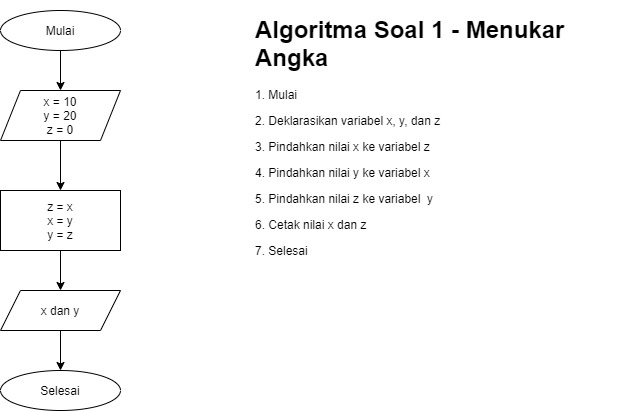 Mulai
x = 10
y = 20
z = 0
z = x
x = y
y = z
x dan y
Selesai
Algoritma Soal 1 - Menukar
Angka
1. Mulai
2. Deklarasikan variabel x, y, dan z
3. Pindahkan nilai x ke variabel z
4. Pindahkan nilai y ke variabel x
5. Pindahkan nilai z ke variabel y
6. Cetak nilai x dan z
7. Selesai